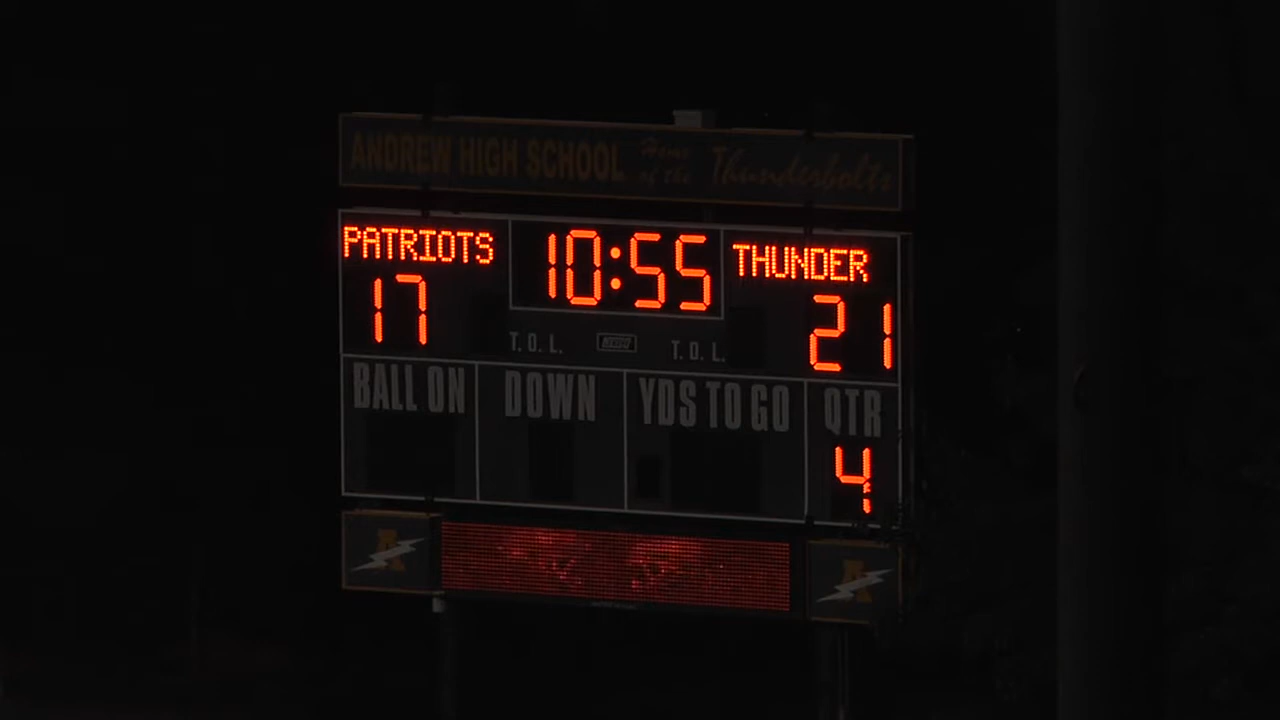 ANDREW HIGH SCHOOL Home of the Thunderbolts
PATRIOTS 10:55 THUNDER
17 21
T.O.L. T.O.L.
BALL ON DOWN YDS TO GO QTR
4
A A